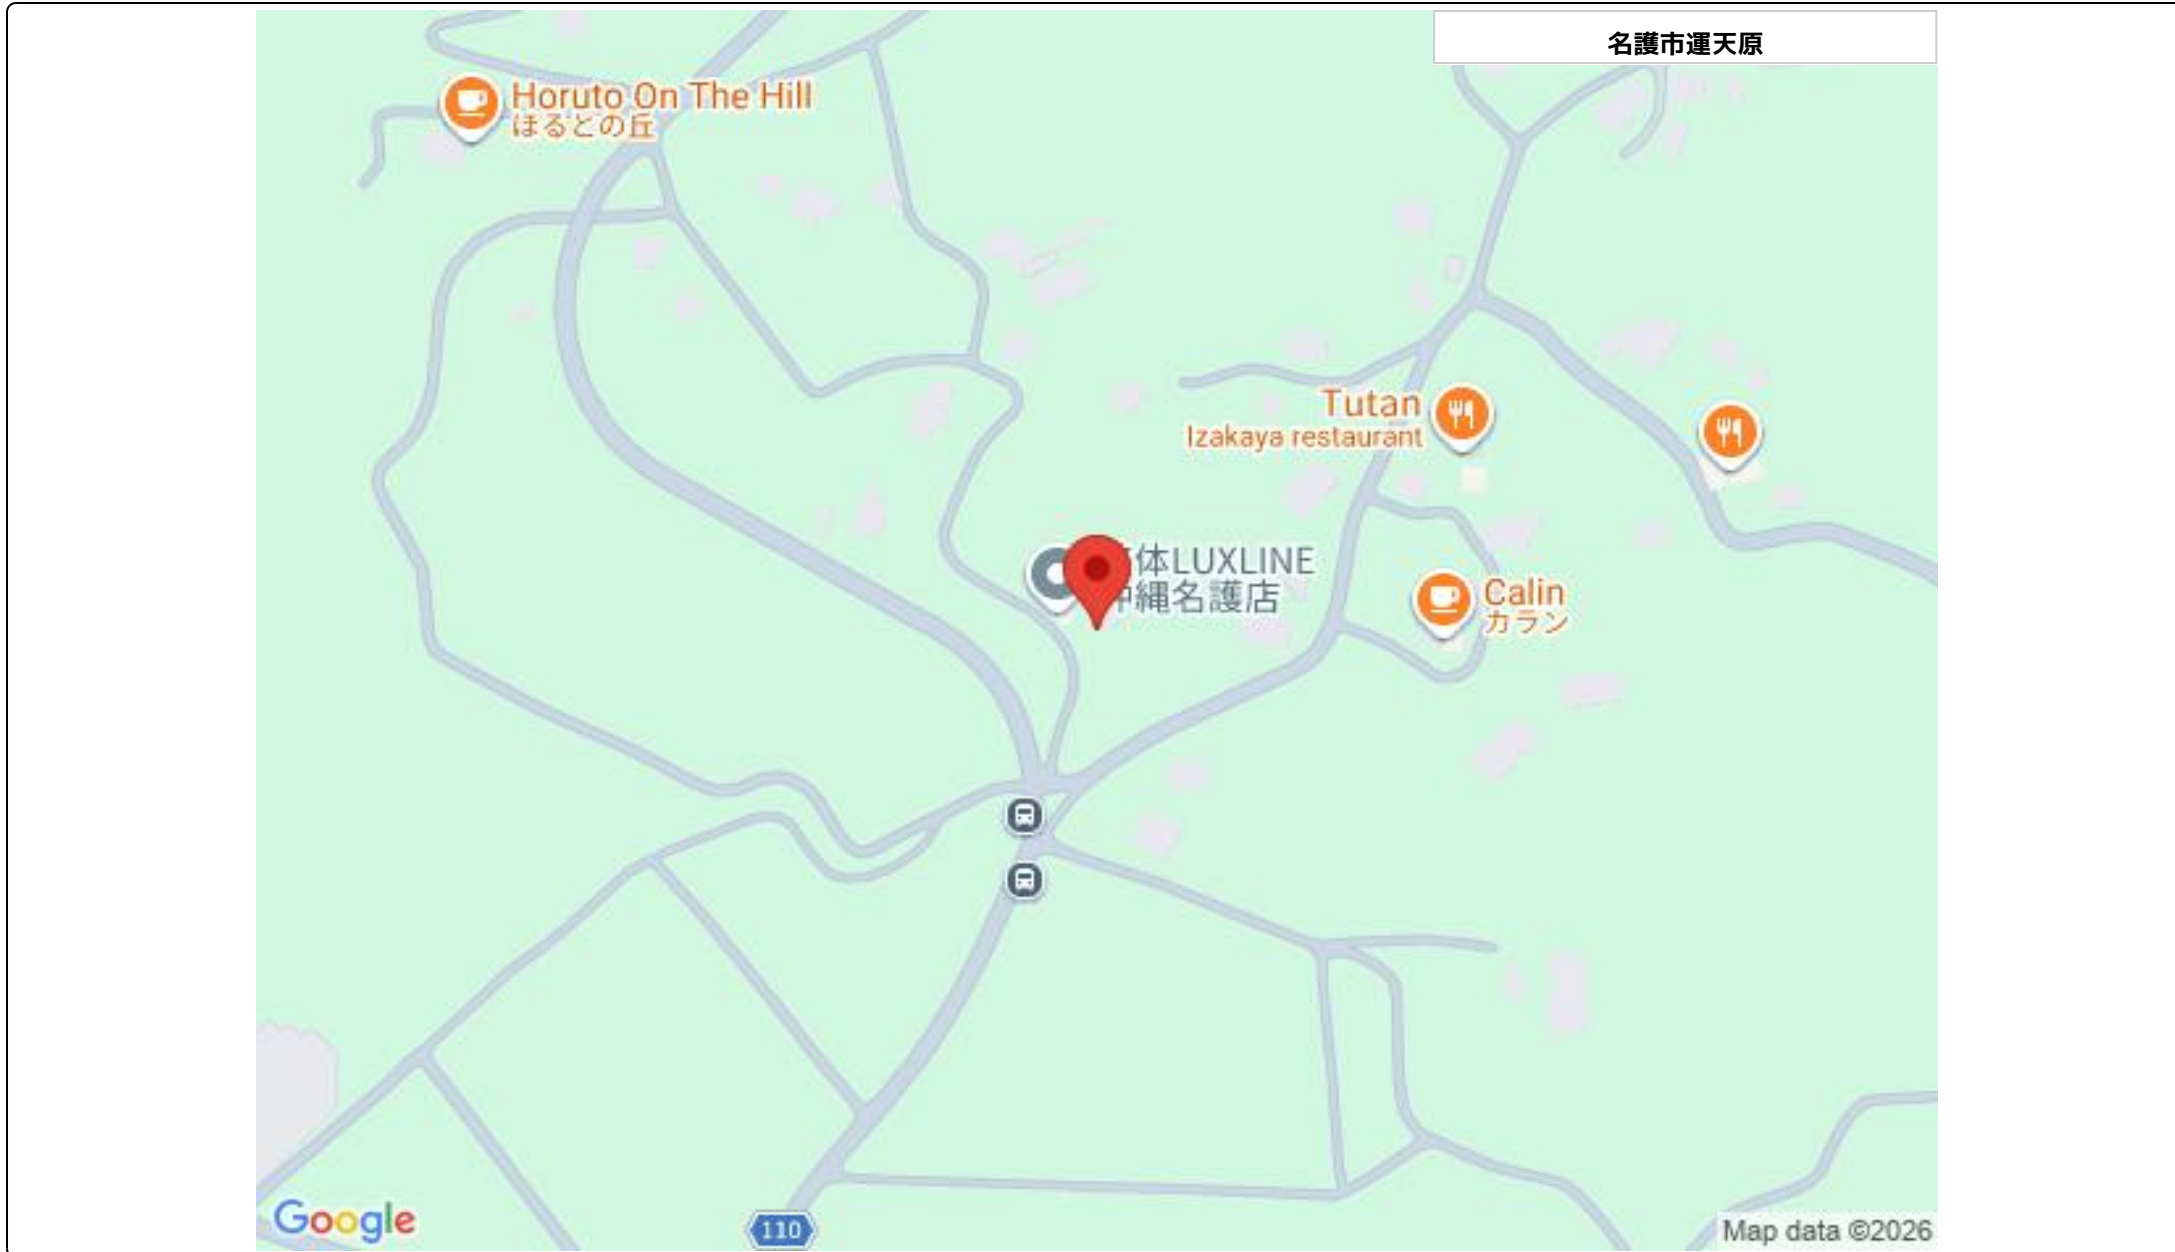 名護市運天原
Horuto On The Hill
ほるとの丘
Tutan
Izakaya restaurant
体LUXLINE
縄名護店
Calin
カラン
110
Google
Map data ©2026